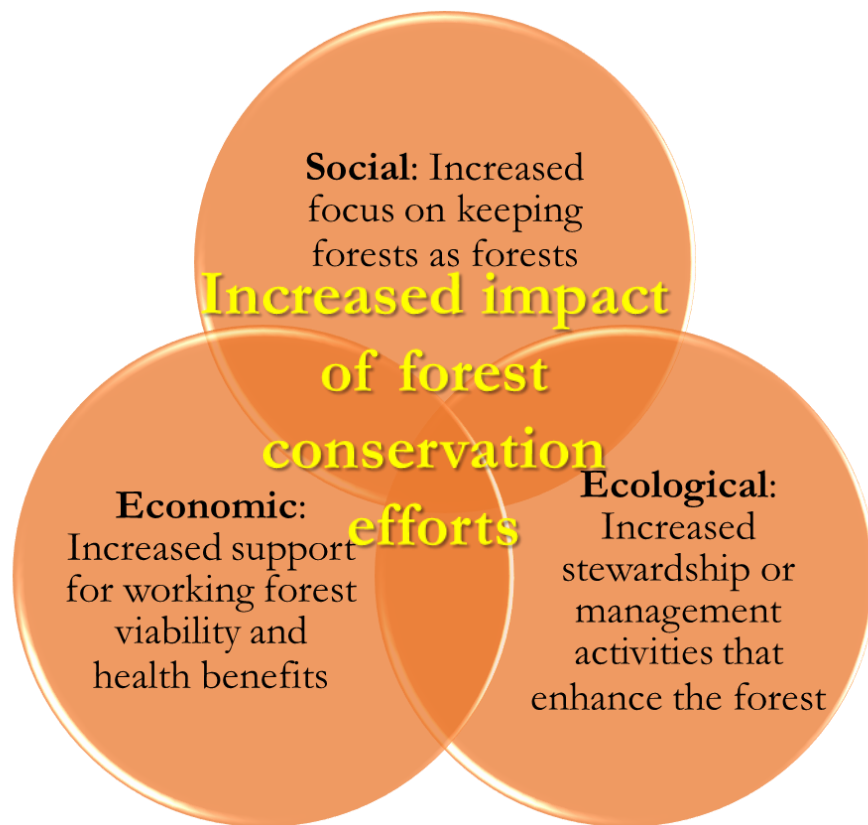 Social: Increased
focus on keeping
forests as forests
Increased impact
of forest
conservation
efforts
Economic:
Increased support
for working forest
viability and
health benefits
Ecological:
Increased
stewardship or
management
activities that
enhance the forest